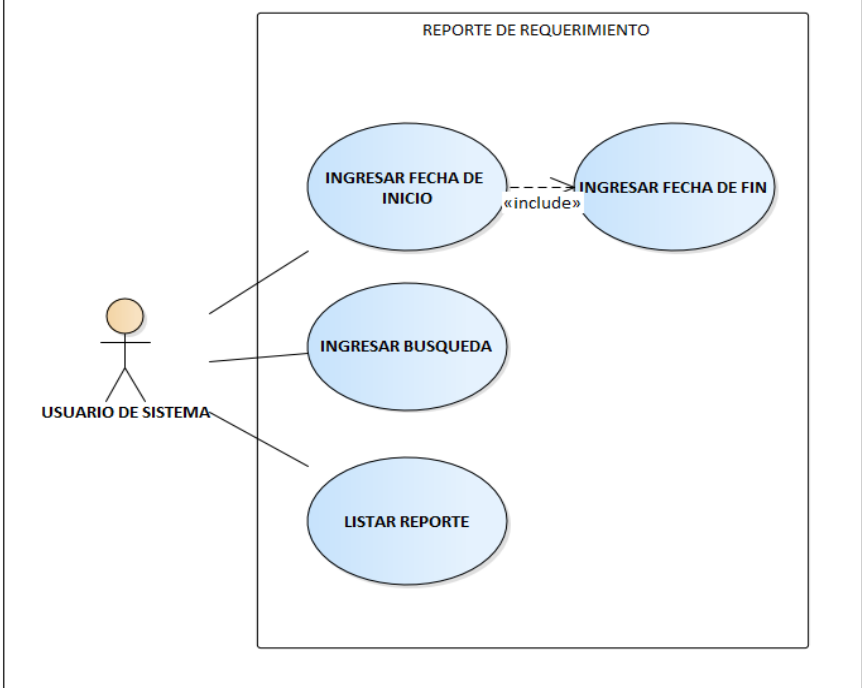 REPORTE DE REQUERIMIENTO
INGRESAR FECHA DE
INICIO
INGRESAR FECHA DE FIN
«include»
INGRESAR BUSQUEDA
USUARIO DE SISTEMA
LISTAR REPORTE